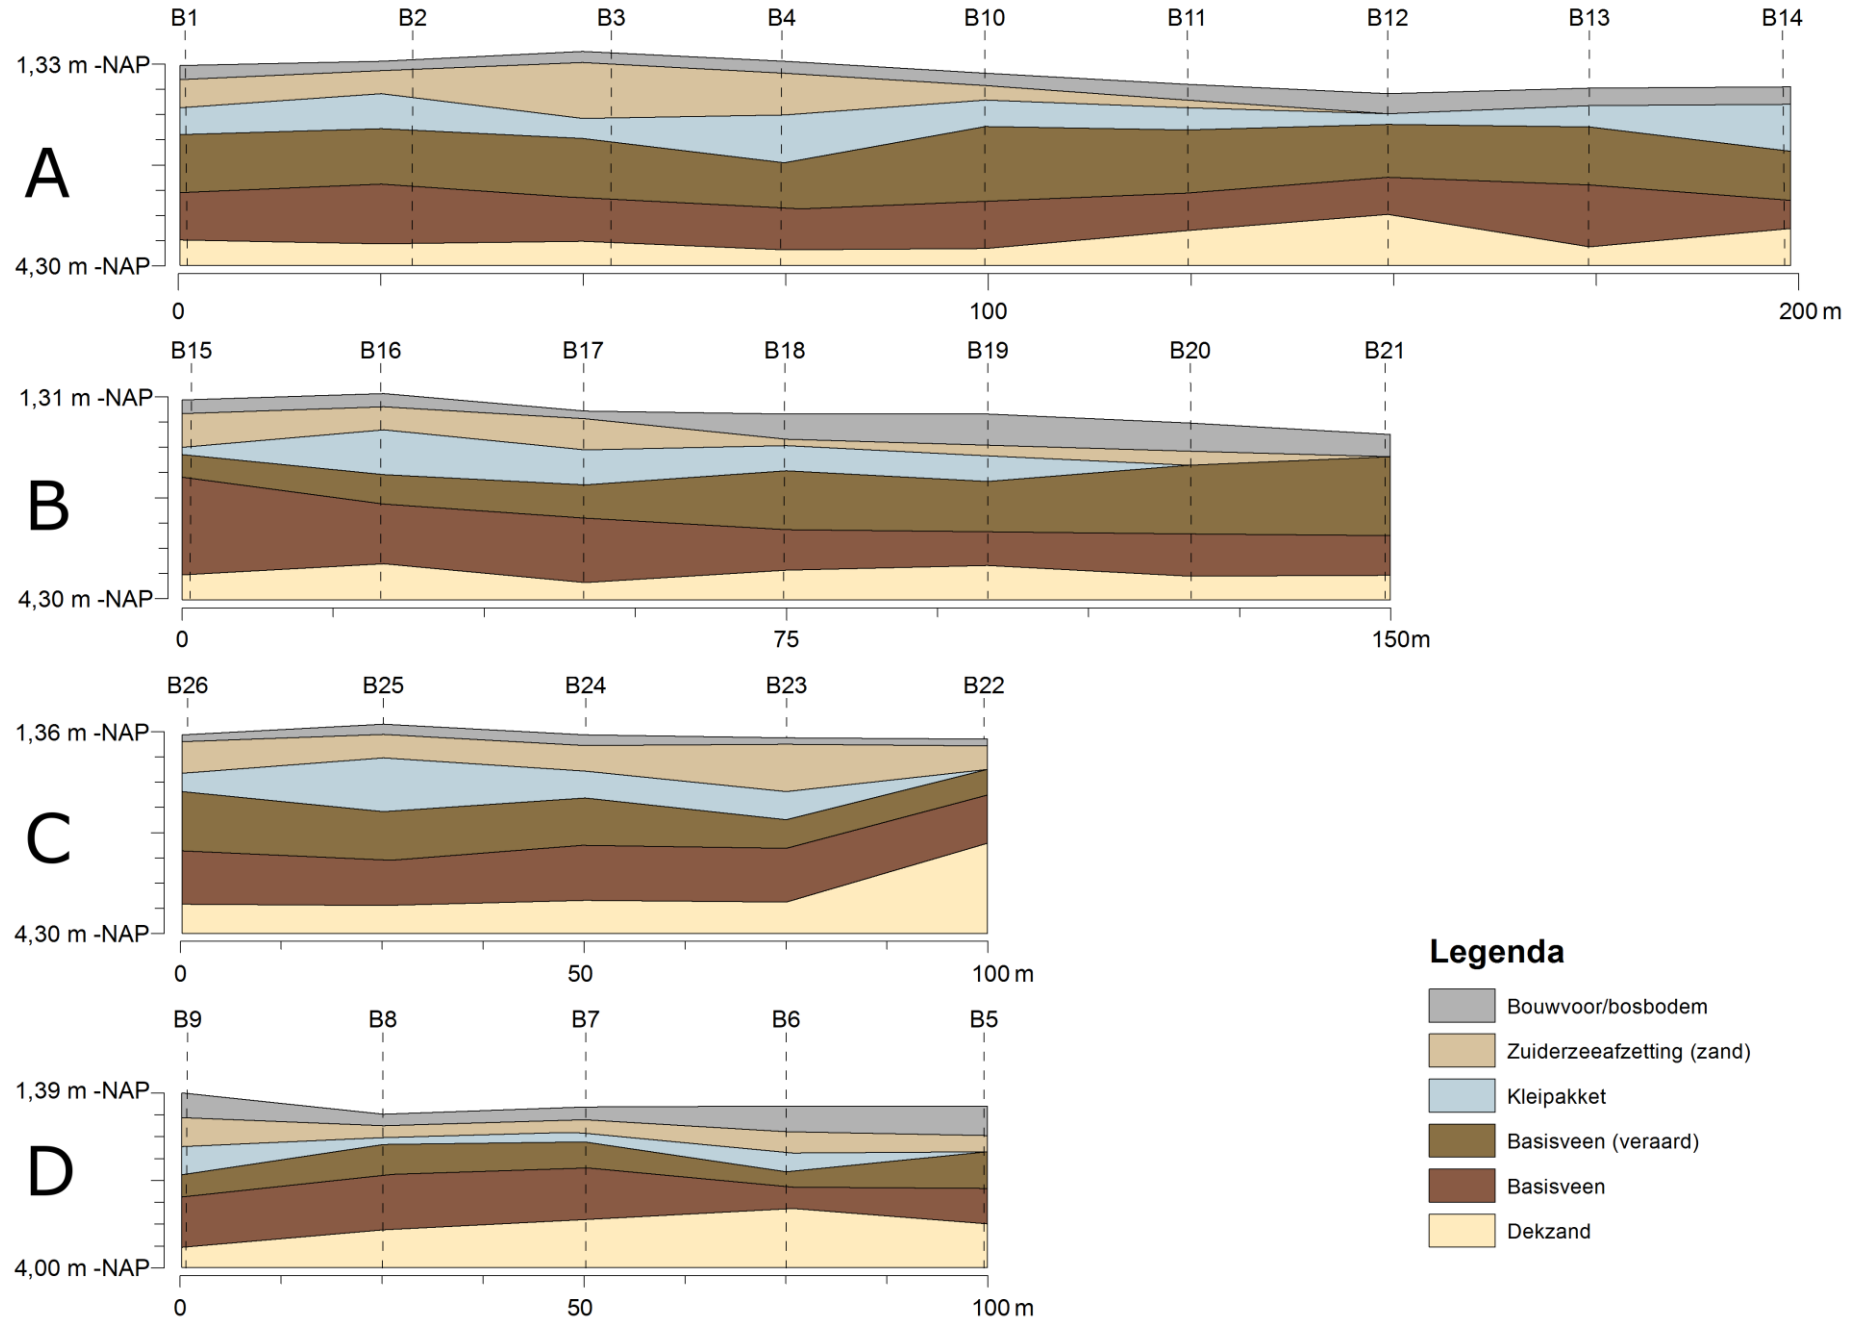 B1 B2 B3 B4 B10 B11 B12 B13 B14
1,33 m -NAP
A
4,30 m -NAP
0 100 200 m
B15 B16 B17 B18 B19 B20 B21
1,31 m -NAP
B
4,30 m -NAP
0 75 150m
B26 B25 B24 B23 B22
1,36 m -NAP
C
4,30 m -NAP
0 50 100 m
B9 B8 B7 B6 B5
1,39 m -NAP
D
4,00 m -NAP
0 50 100 m
Legenda
Bouwvoor/bosbodem
Zuiderzeeafzetting (zand)
Kleipakket
Basisveen (veraard)
Basisveen
Dekzand